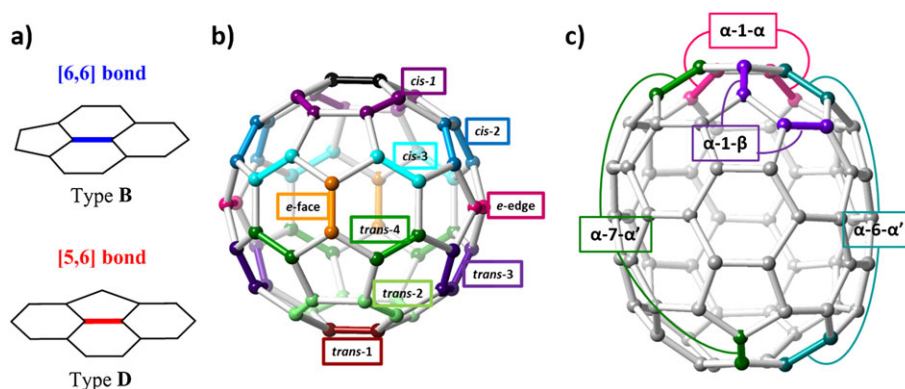 a)
[6,6] bond
Type B
[5,6] bond
Type D
b)
cis-1
cis-2
cis-3
e-face
e-edge
trans-4
trans-3
trans-2
trans-1
c)
α-1-α
α-1-β
α-7-α’
α-6-α’